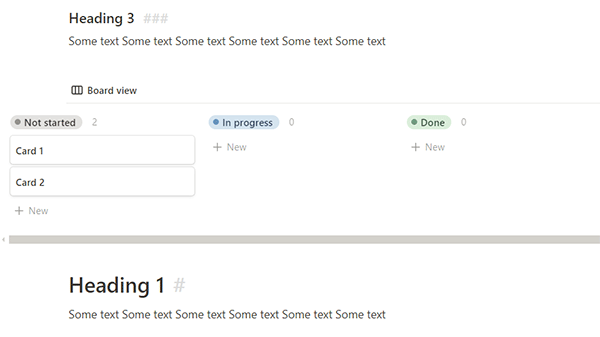 Heading 3 ###
Some text Some text Some text Some text Some text Some text
Board view
Not started 2 In progress 0 Done 0
Card 1 + New + New
Card 2
+ New
Heading 1 #
Some text Some text Some text Some text Some text Some text